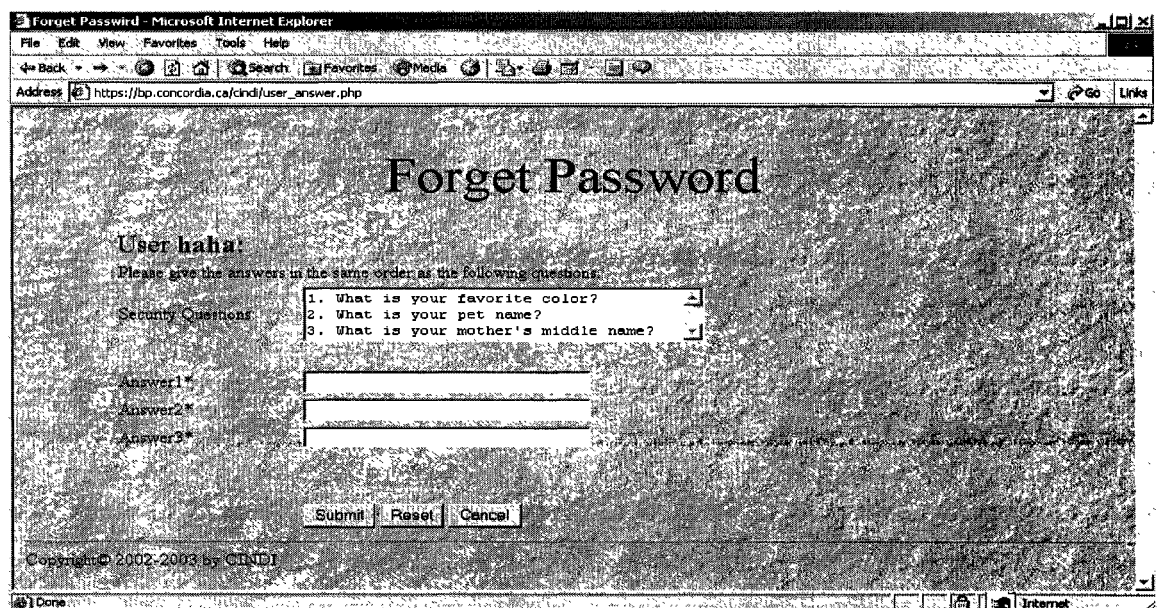 Forget Passwird - Microsoft Internet Explorer
File Edit View Favorites Tools Help
Back Search Favorites Media
Address https://bp.concordia.ca/cindi/user_answer.php Go Links
Forget Password
User haha:
Please give the answers in the same order as the following questions:
Security Questions
1. What is your favorite color?
2. What is your pet name?
3. What is your mother's middle name?
Answer1*
Answer2*
Answer3*
Submit Reset Cancel
Copyright© 2002-2003 by CINDI
Done Internet